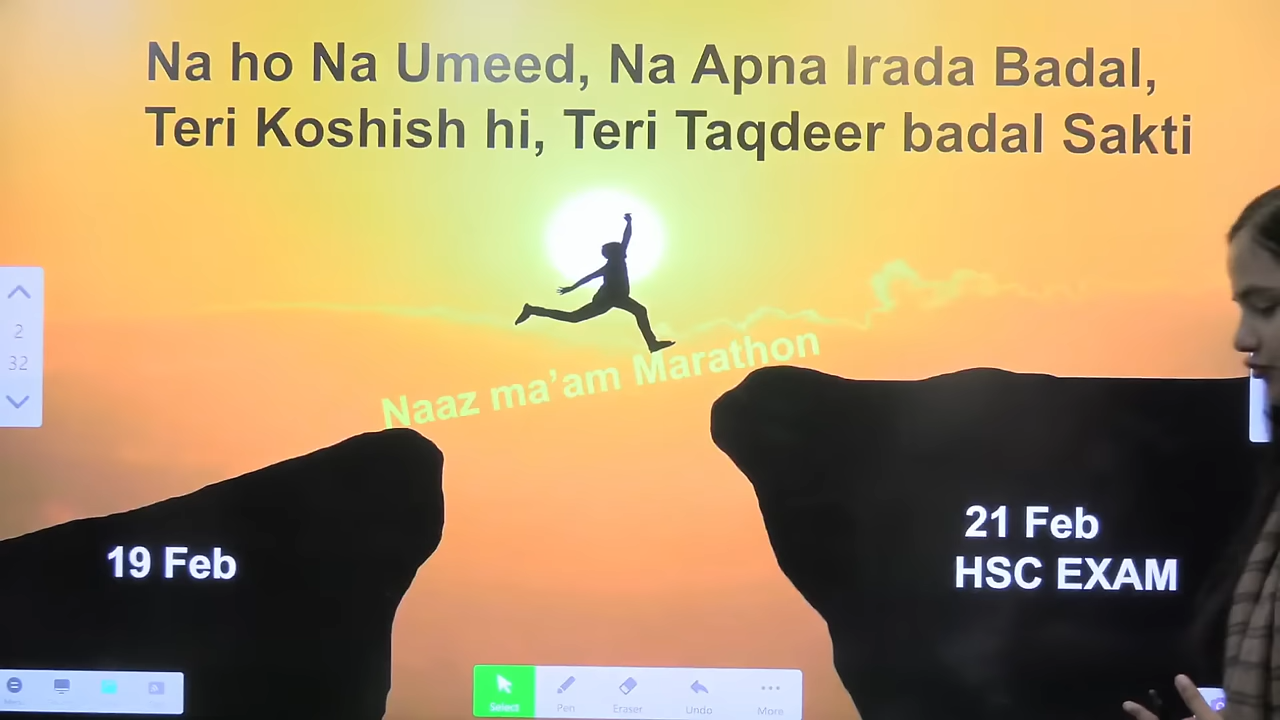 Na ho Na Umeed, Na Apna Irada Badal,
Teri Koshish hi, Teri Taqdeer badal Sakti
Naaz ma'am Marathon
2
32
19 Feb
21 Feb
HSC EXAM
Select
Pen
Eraser
Undo
More